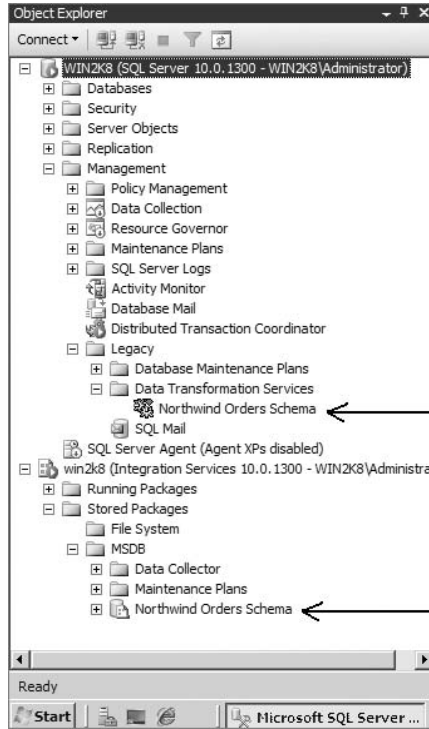 Object Explorer
Connect
WIN2K8 (SQL Server 10.0.1300 - WIN2K8\Administrator)
Databases
Security
Server Objects
Replication
Management
Policy Management
Data Collection
Resource Governor
Maintenance Plans
SQL Server Logs
Activity Monitor
Database Mail
Distributed Transaction Coordinator
Legacy
Database Maintenance Plans
Data Transformation Services
Northwind Orders Schema
SQL Mail
SQL Server Agent (Agent XPs disabled)
win2k8 (Integration Services 10.0.1300 - WIN2K8\Administra
Running Packages
Stored Packages
File System
MSDB
Data Collector
Maintenance Plans
Northwind Orders Schema
Ready
Start Microsoft SQL Server ...